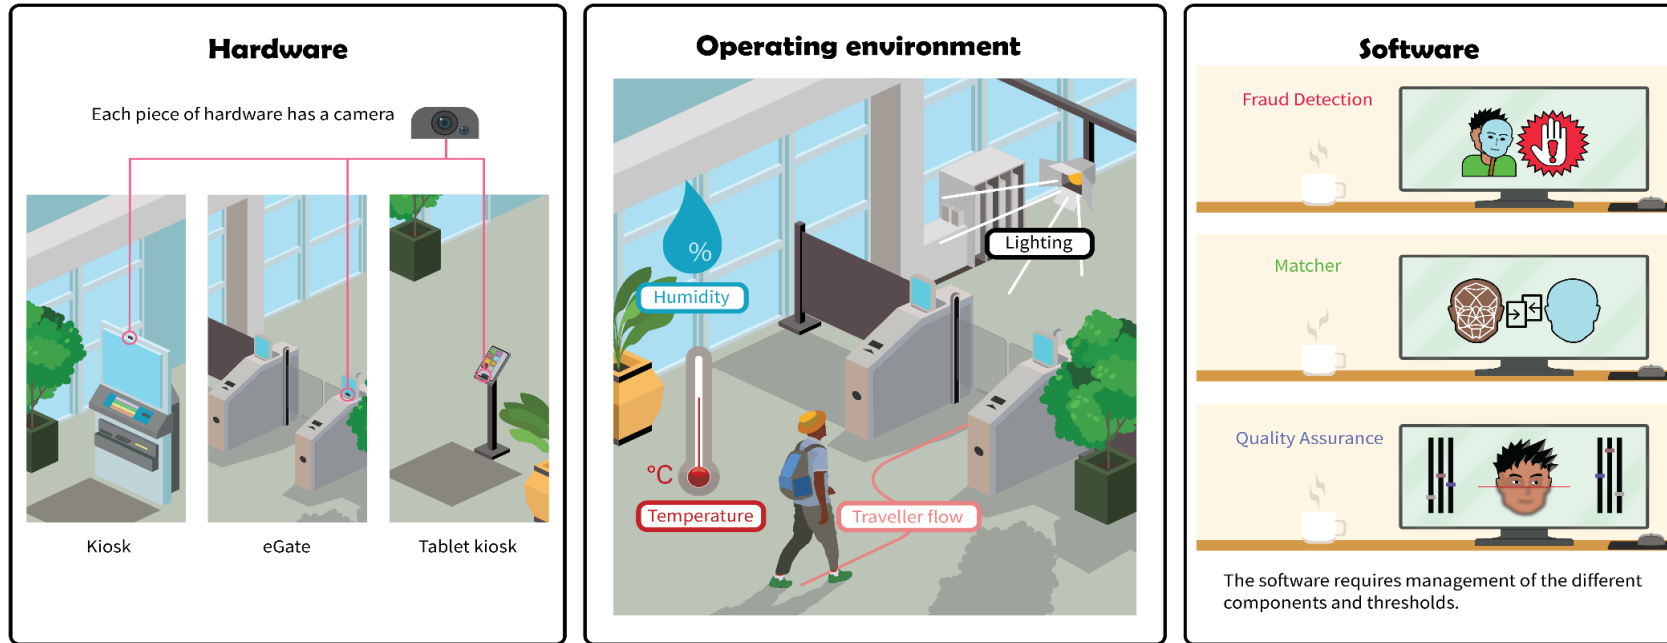 Hardware
Each piece of hardware has a camera
Kiosk
eGate
Tablet kiosk
Operating environment
%
Humidity
Lighting
°C
Temperature
Traveller flow
Software
Fraud Detection
Matcher
Quality Assurance
The software requires management of the different
components and thresholds.